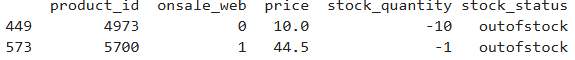 product_id onsale_web price stock_quantity stock_status
449 4973 0 10.0 -10 outofstock
573 5700 1 44.5 -1 outofstock